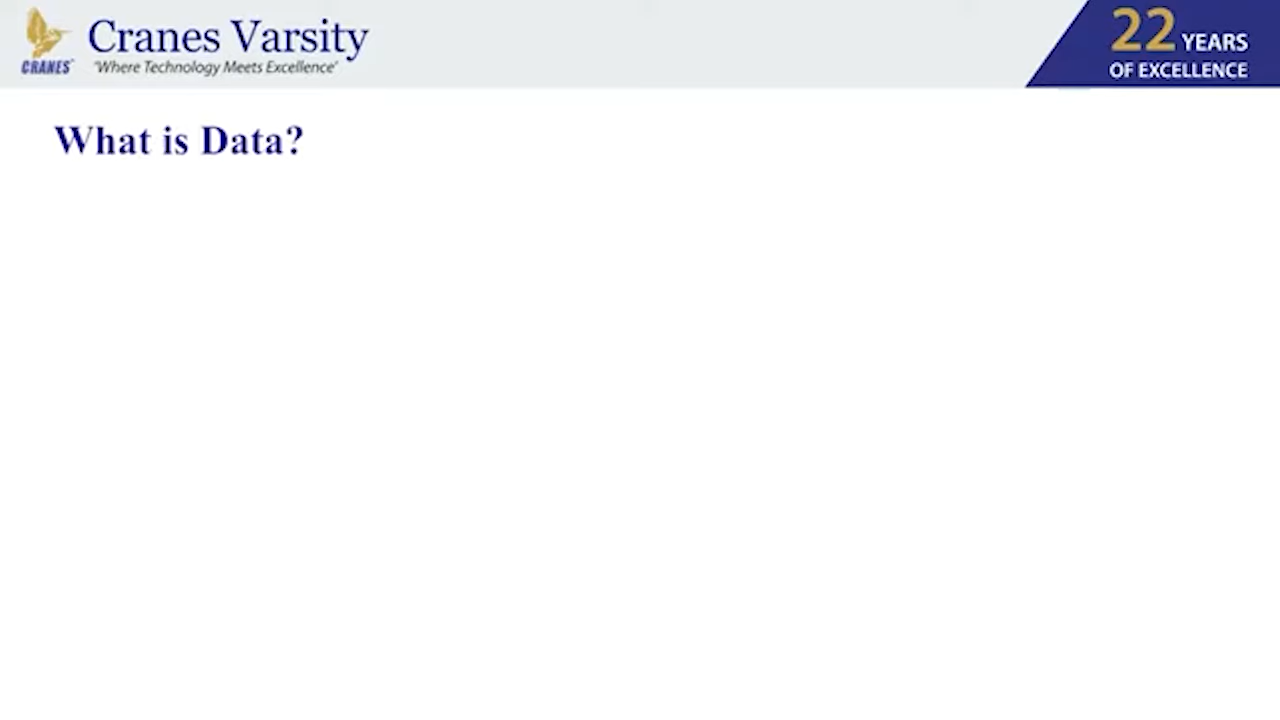 Cranes Varsity
CRANES
"Where Technology Meets Excellence"
22 YEARS
OF EXCELLENCE
What is Data?